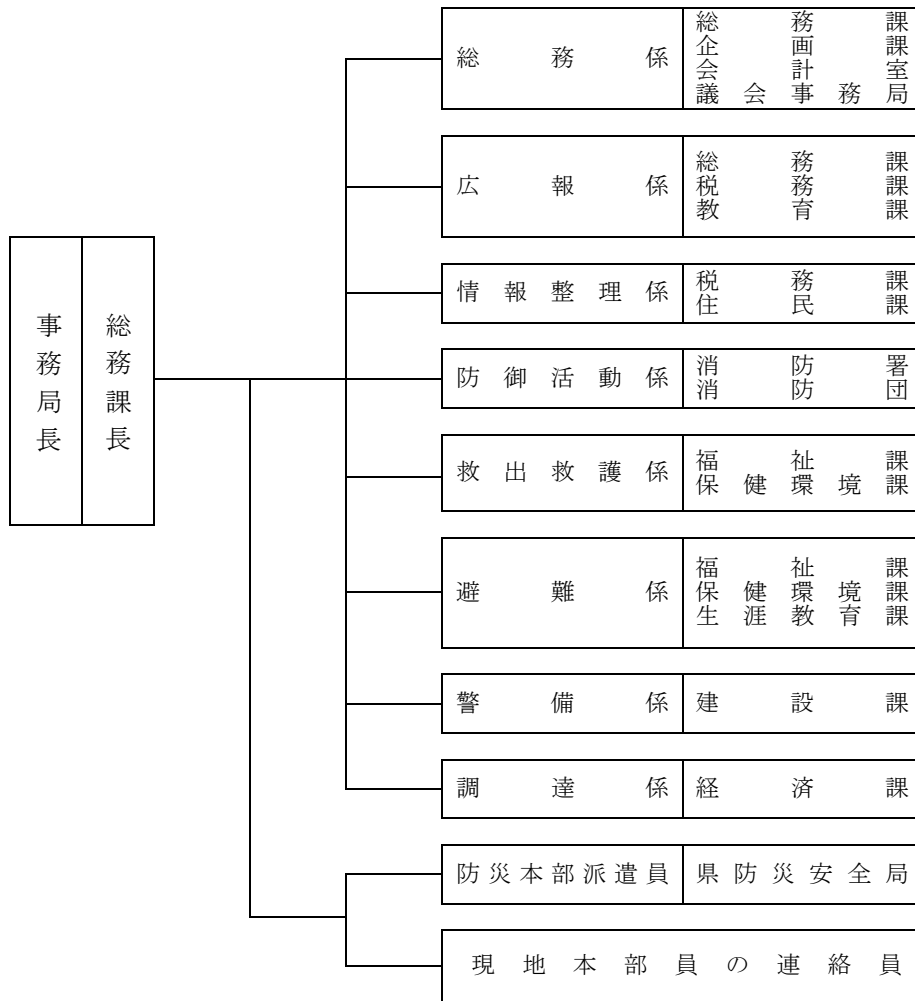 事務局長
総務課長
総務係
総務課
企画課
会計室
議会事務局
広報係
総務課
税務課
教育課
情報整理係
税務課
住民課
防御活動係
消防署
消防団
救出救護係
福祉課
保健環境課
避難係
福祉課
保健環境課
生涯教育課
警備係
建設課
調達係
経済課
防災本部派遣員
県防災安全局
現地本部員の連絡員